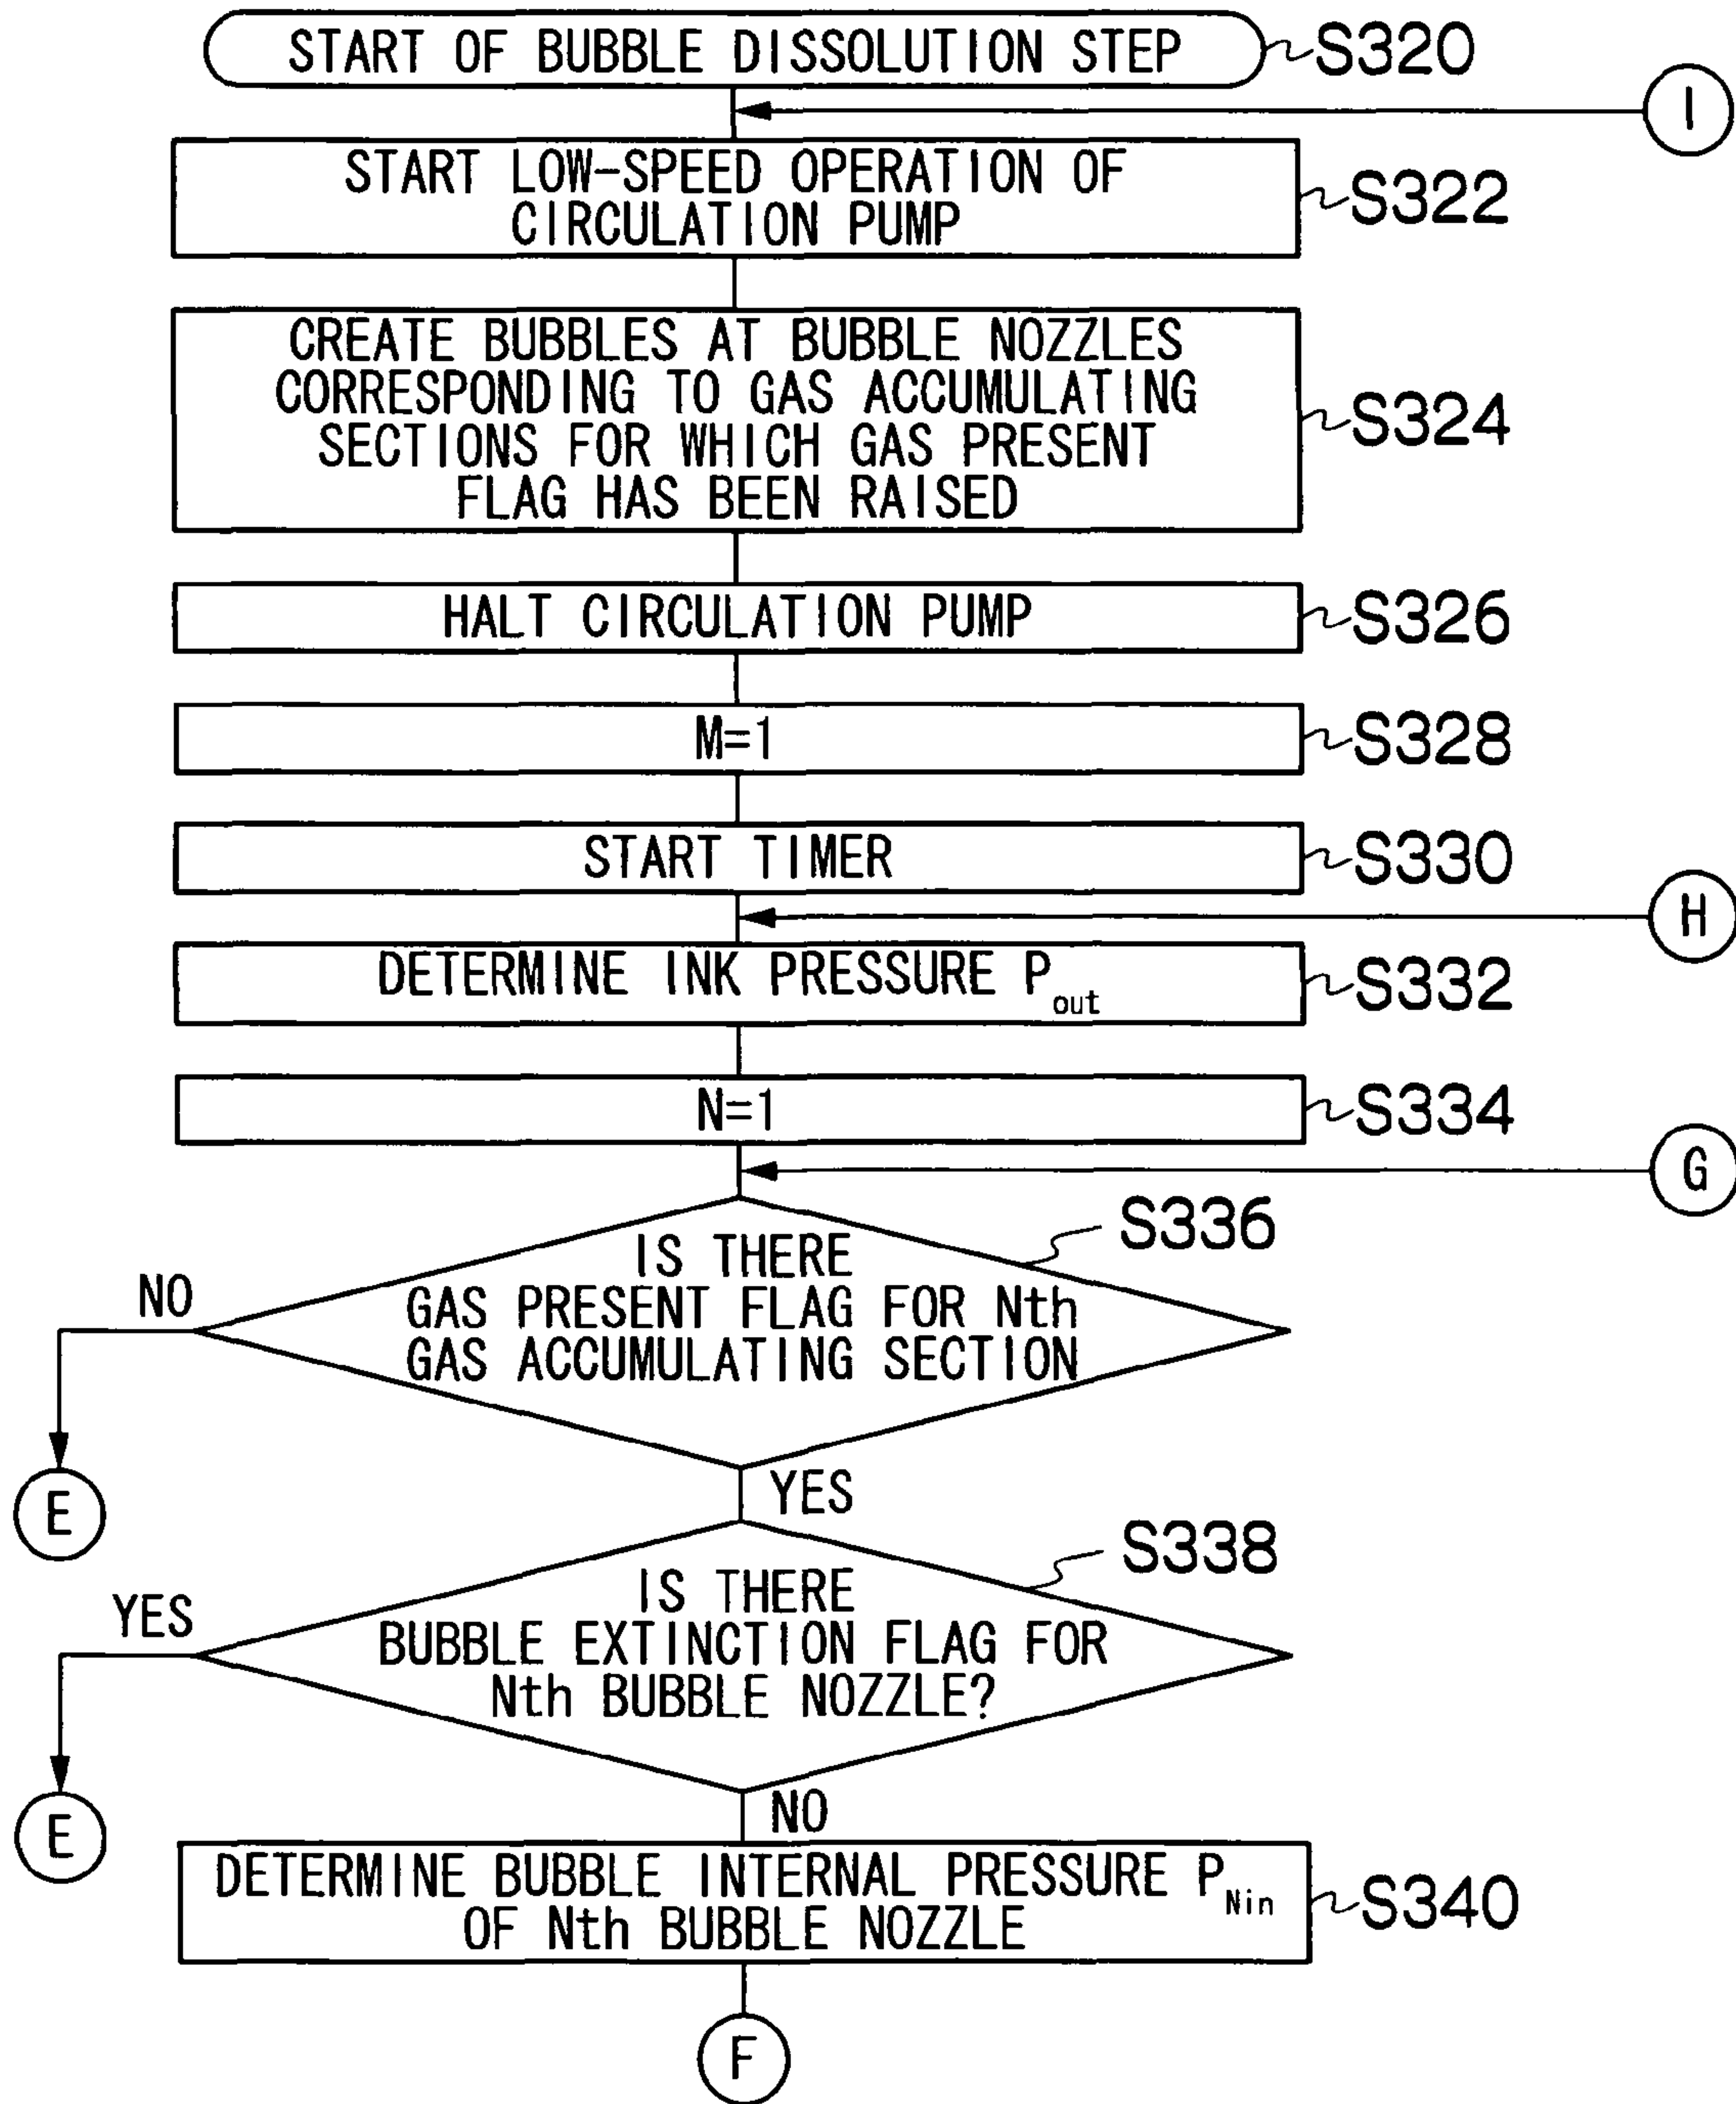 START OF BUBBLE DISSOLUTION STEP
S320
I
START LOW-SPEED OPERATION OF
CIRCULATION PUMP
S322
CREATE BUBBLES AT BUBBLE NOZZLES
CORRESPONDING TO GAS ACCUMULATING
SECTIONS FOR WHICH GAS PRESENT
FLAG HAS BEEN RAISED
S324
HALT CIRCULATION PUMP
S326
M=1
S328
START TIMER
S330
H
DETERMINE INK PRESSURE Pout
S332
N=1
S334
G
S336
IS THERE
GAS PRESENT FLAG FOR Nth
GAS ACCUMULATING SECTION
NO
E
YES
S338
IS THERE
BUBBLE EXTINCTION FLAG FOR
Nth BUBBLE NOZZLE?
YES
E
NO
DETERMINE BUBBLE INTERNAL PRESSURE PNin
OF Nth BUBBLE NOZZLE
S340
F